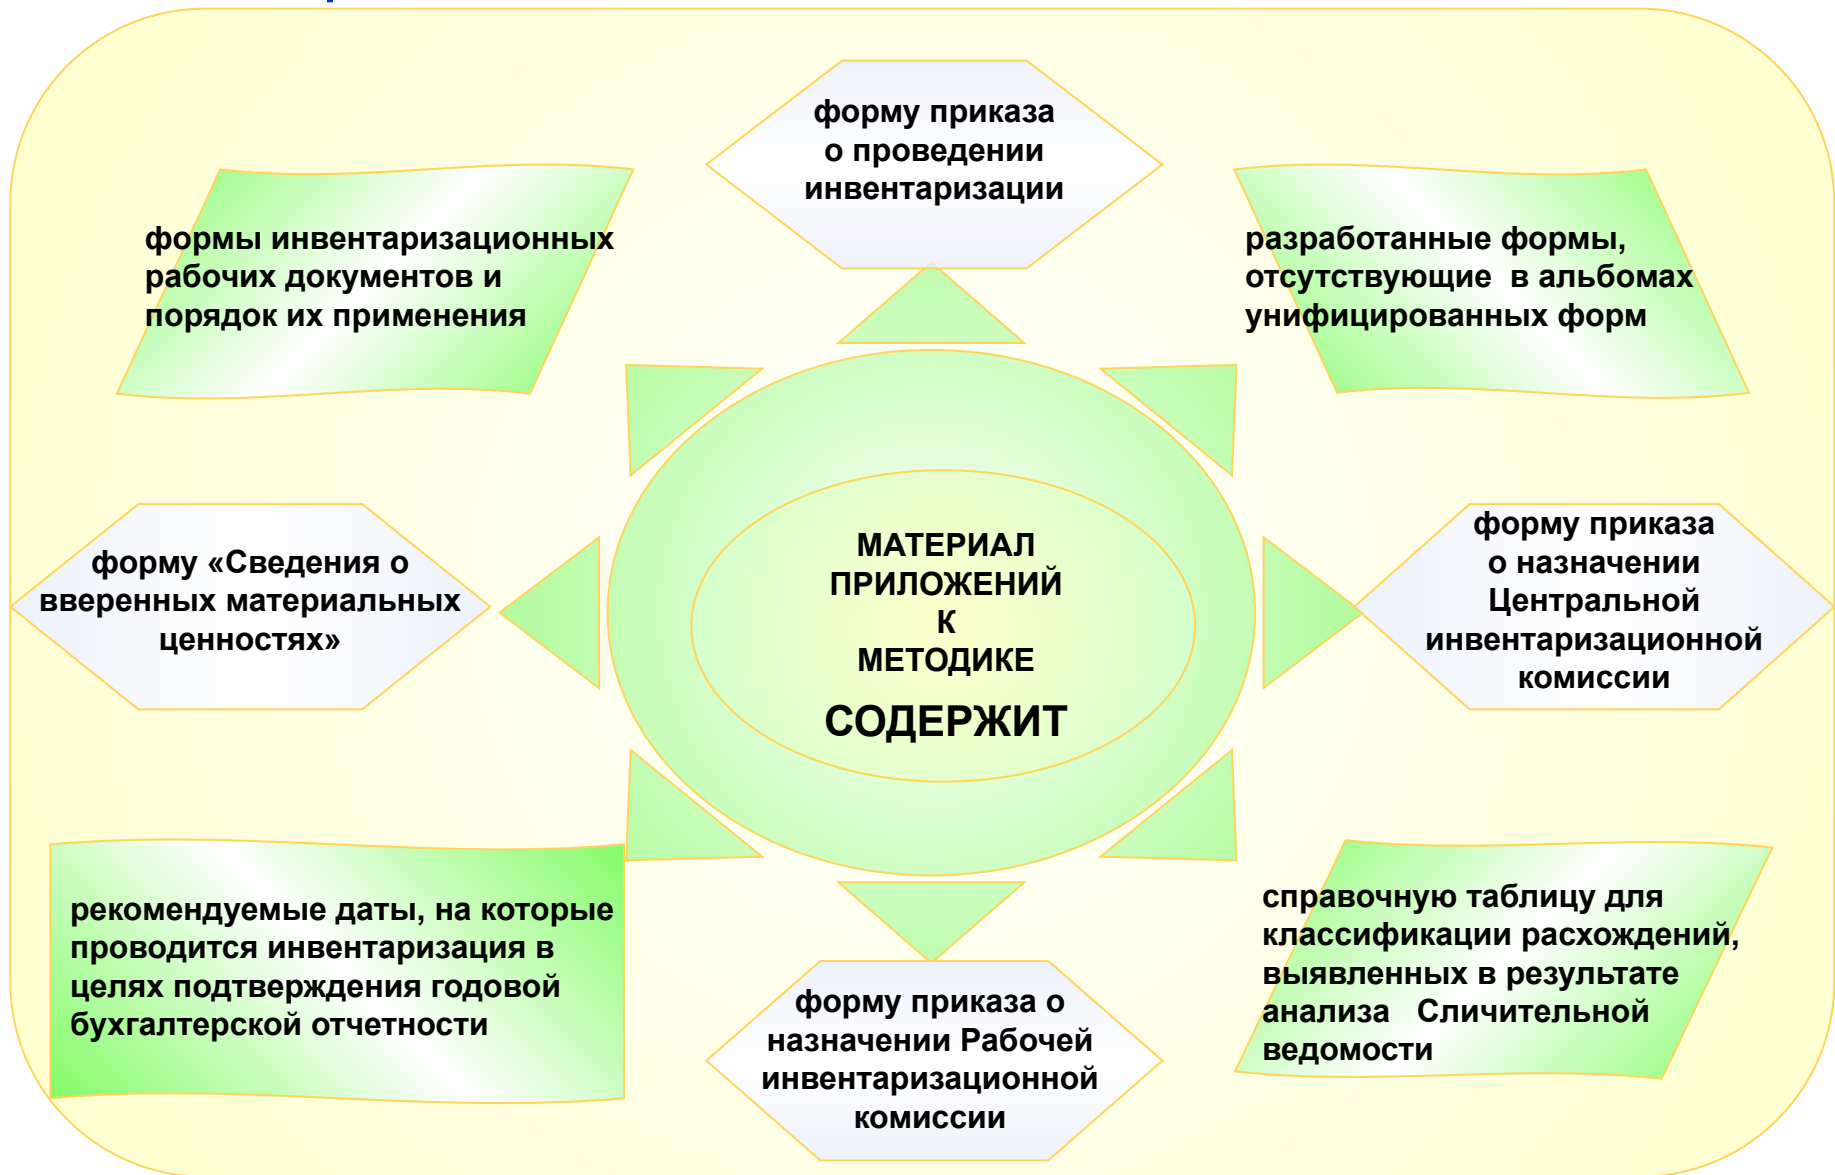 форму приказа
о проведении
инвентаризации
формы инвентаризационных
рабочих документов и
порядок их применения
разработанные формы,
отсутствующие в альбомах
унифицированных форм
форму «Сведения о
вверенных материальных
ценностях»
МАТЕРИАЛ
ПРИЛОЖЕНИЙ
К
МЕТОДИКЕ
СОДЕРЖИТ
форму приказа
о назначении
Центральной
инвентаризационной
комиссии
рекомендуемые даты, на которые
проводится инвентаризация в
целях подтверждения годовой
бухгалтерской отчетности
форму приказа о
назначении Рабочей
инвентаризационной
комиссии
справочную таблицу для
классификации расхождений,
выявленных в результате
анализа Сличительной
ведомости